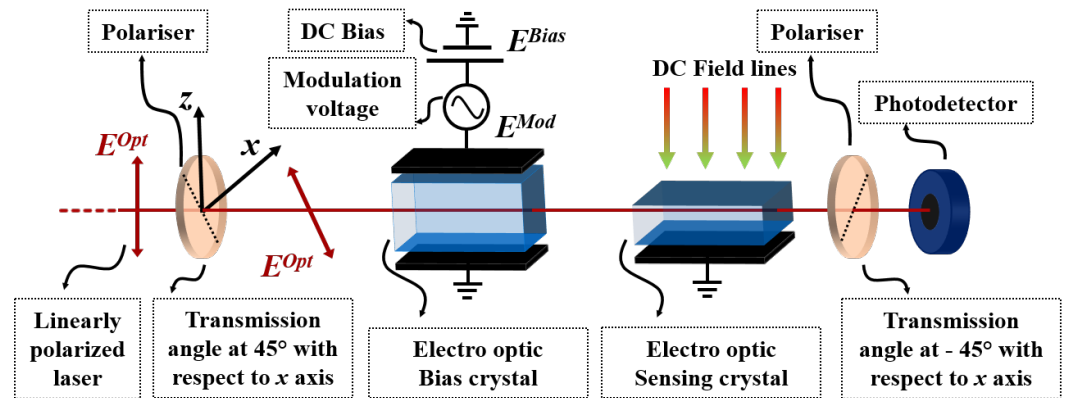 Polariser
DC Bias
E^Bias
Modulation
voltage
E^Mod
DC Field lines
Polariser
Photodetector
z
x
E^Opt
E^Opt
Linearly
polarized
laser
Transmission
angle at 45° with
respect to x axis
Electro optic
Bias crystal
Electro optic
Sensing crystal
Transmission
angle at - 45° with
respect to x axis